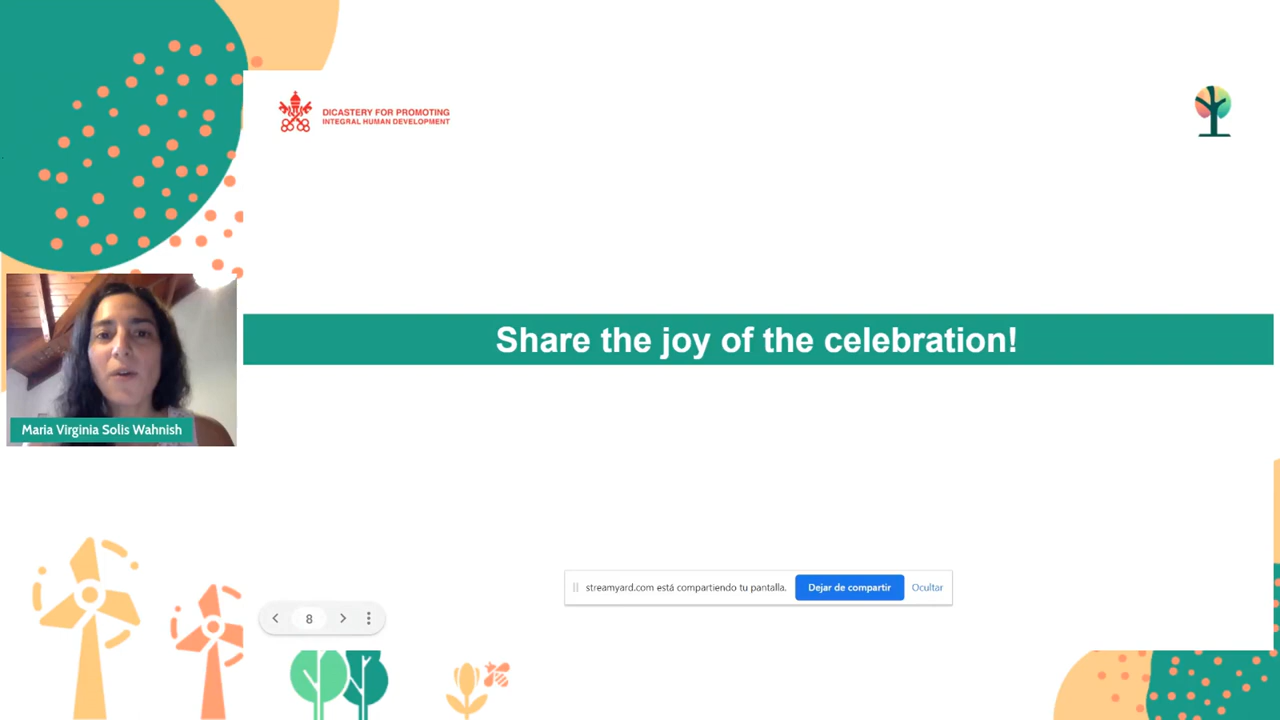 DICASTERY FOR PROMOTING
INTEGRAL HUMAN DEVELOPMENT
Share the joy of the celebration!
Maria Virginia Solis Wahnish
streamyard.com está compartiendo tu pantalla. Dejar de compartir Ocultar
8